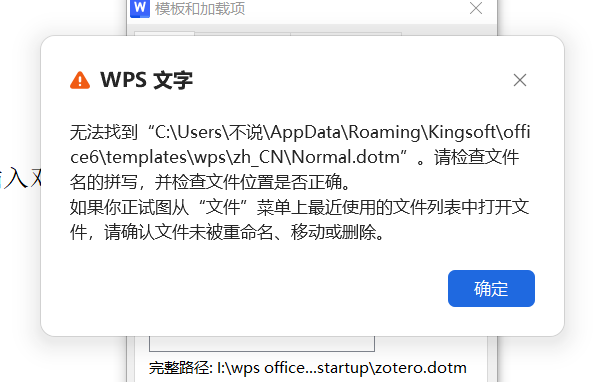 W 模板和加载项
WPS 文字
无法找到“C:\Users\不说\AppData\Roaming\Kingsoft\offi
ce6\templates\wps\zh_CN\Normal.dotm”。请检查文件
名的拼写，并检查文件位置是否正确。
如果你正试图从“文件”菜单上最近使用的文件列表中打开文
件，请确认文件未被重命名、移动或删除。
输入对
确定
完整路径: I:\wps office...startup\zotero.dotm